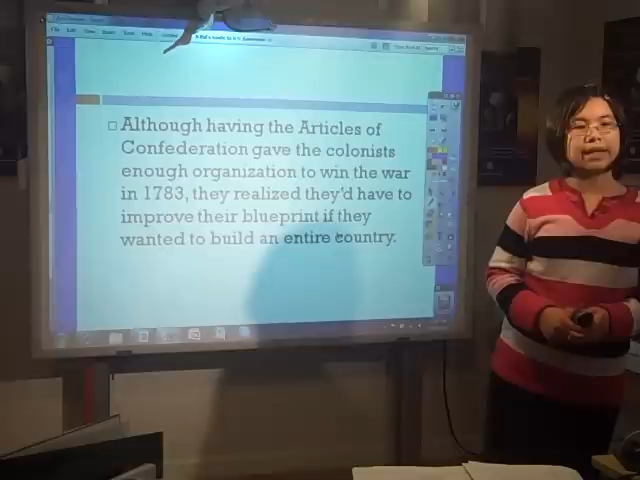 Although having the Articles of
Confederation gave the colonists
enough organization to win the war
in 1783, they realized they'd have to
improve their blueprint if they
wanted to build an entire country.